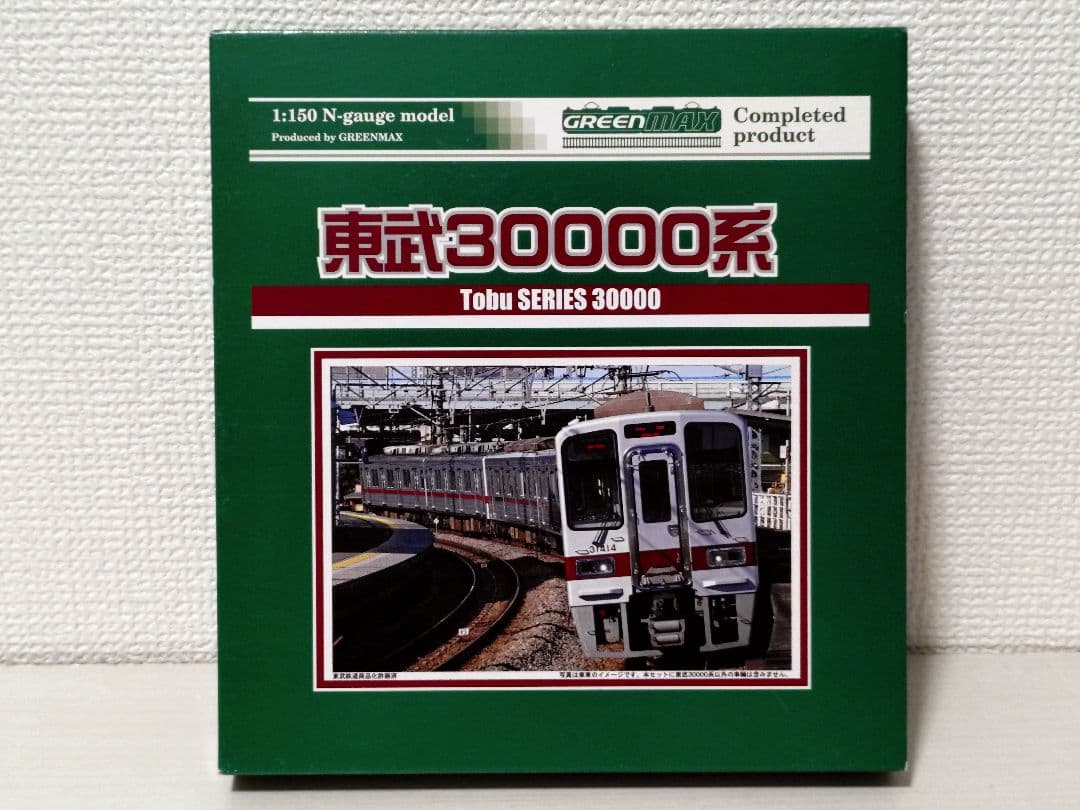 1:150 N-gauge model
Produced by GREENMAX
GREENMAX
Completed
product
東武30000系
Tobu SERIES 30000
31414
東武鉄道商品化許諾済
写真は実車のイメージです。本セットに東武30000系以外の車輌は含みません。